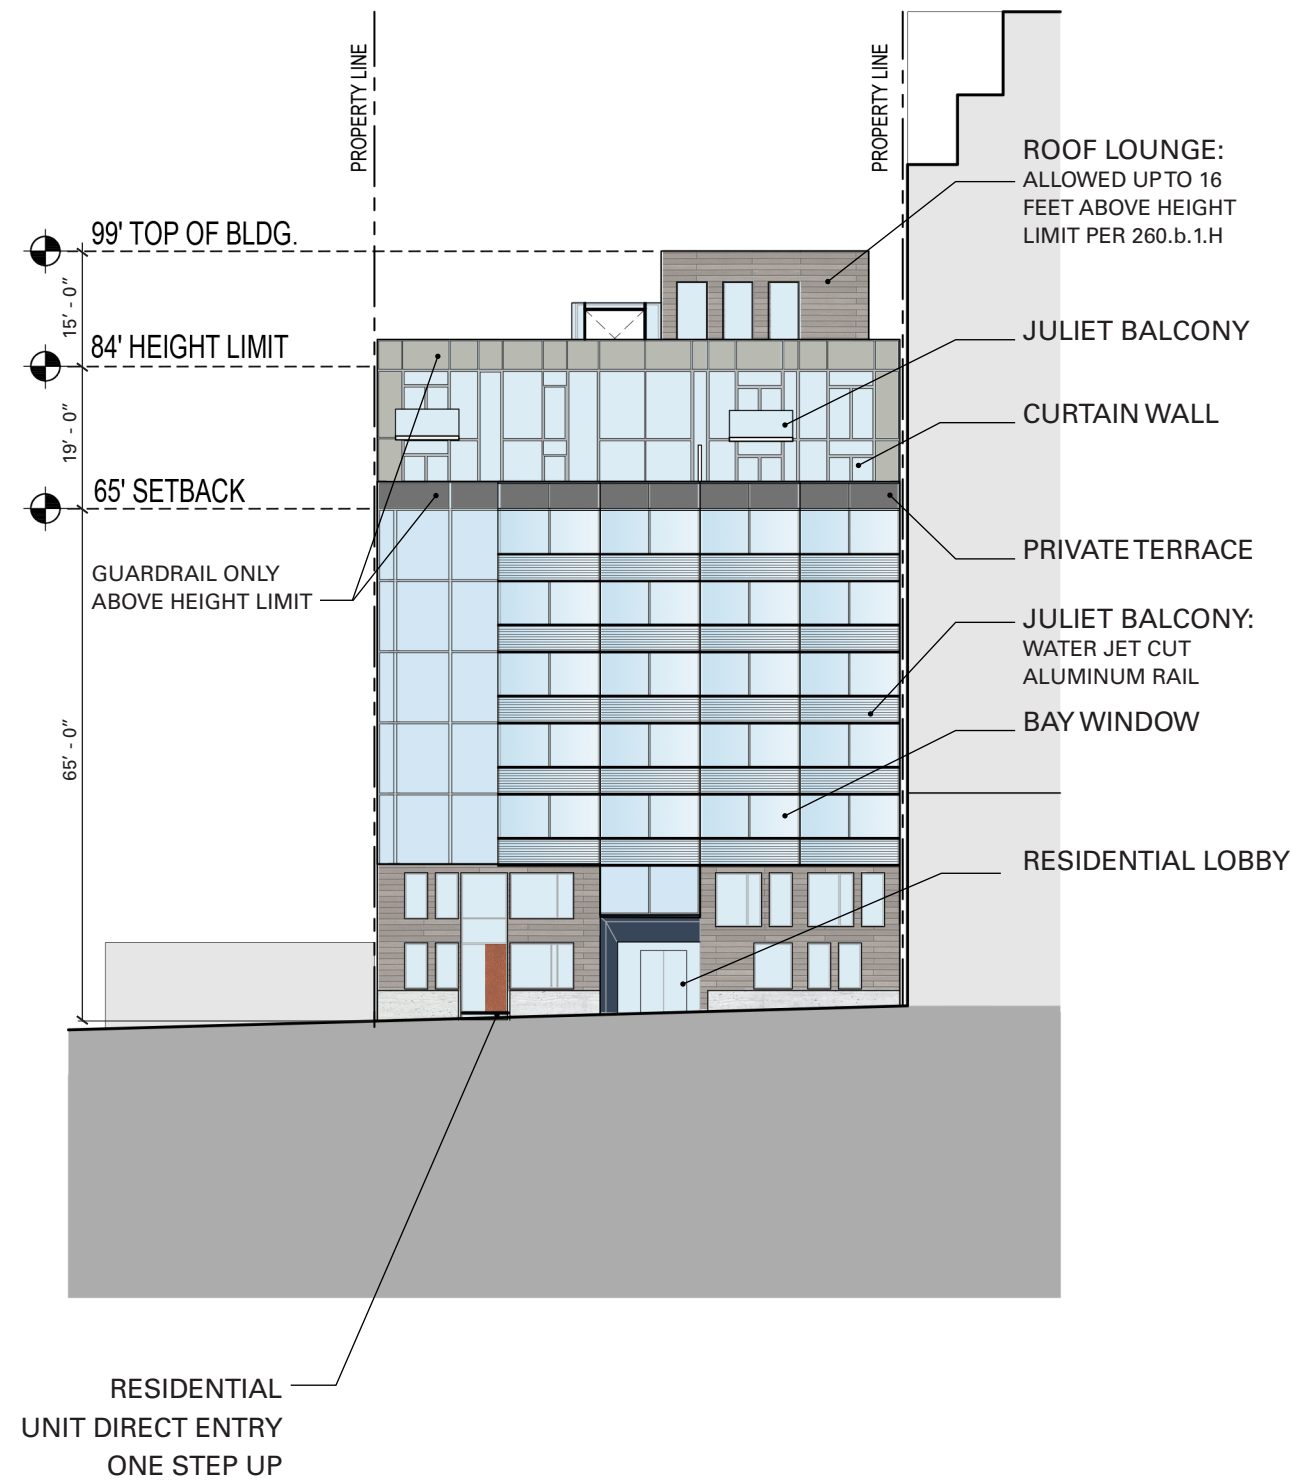 PROPERTY LINE
PROPERTY LINE
ROOF LOUNGE:
ALLOWED UP TO 16
FEET ABOVE HEIGHT
LIMIT PER 260.b.1.H
99' TOP OF BLDG.
15' - 0"
84' HEIGHT LIMIT
JULIET BALCONY
19' - 0"
CURTAIN WALL
65' SETBACK
PRIVATE TERRACE
GUARDRAIL ONLY
ABOVE HEIGHT LIMIT
JULIET BALCONY:
WATER JET CUT
ALUMINUM RAIL
65' - 0"
BAY WINDOW
RESIDENTIAL LOBBY
RESIDENTIAL
UNIT DIRECT ENTRY
ONE STEP UP